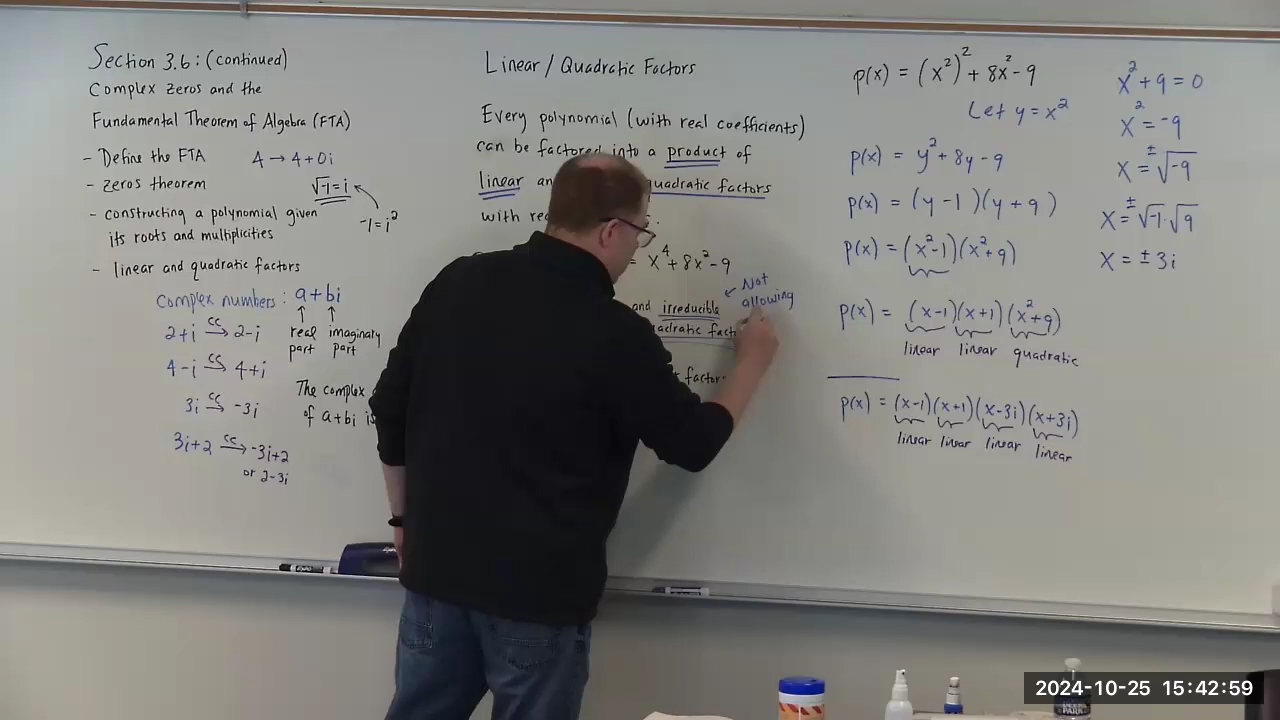 Section 3.6: (continued)
Complex Zeros and the
Fundamental Theorem of Algebra (FTA)
- Define the FTA 4 → 4+0i
- zeros theorem √-1 = i
-1 = i²
- constructing a polynomial given
its roots and multiplicities
- linear and quadratic factors
Complex numbers: a+bi
↑ ↑
real imaginary
part part
2+i cc→ 2-i
4-i cc→ 4+i
3i cc→ -3i
3i+2 cc→ -3i+2
or 2-3i
The complex
of a+bi is
Linear / Quadratic Factors
Every polynomial (with real coefficients)
can be factored into a product of
linear quadratic factors
with
= x⁴+8x²-9
and irreducible
← Not
allowing
p(x) = (x²)² + 8x² - 9
Let y = x²
p(x) = y² + 8y - 9
p(x) = (y-1)(y+9)
p(x) = (x²-1)(x²+9)
p(x) = (x-1)(x+1)(x²+9)
linear linear quadratic
p(x) = (x-1)(x+1)(x-3i)(x+3i)
linear linear linear linear
x² + 9 = 0
x² = -9
x = ±√-9
x = ±√-1·√9
x = ±3i
2024-10-25 15:42:59